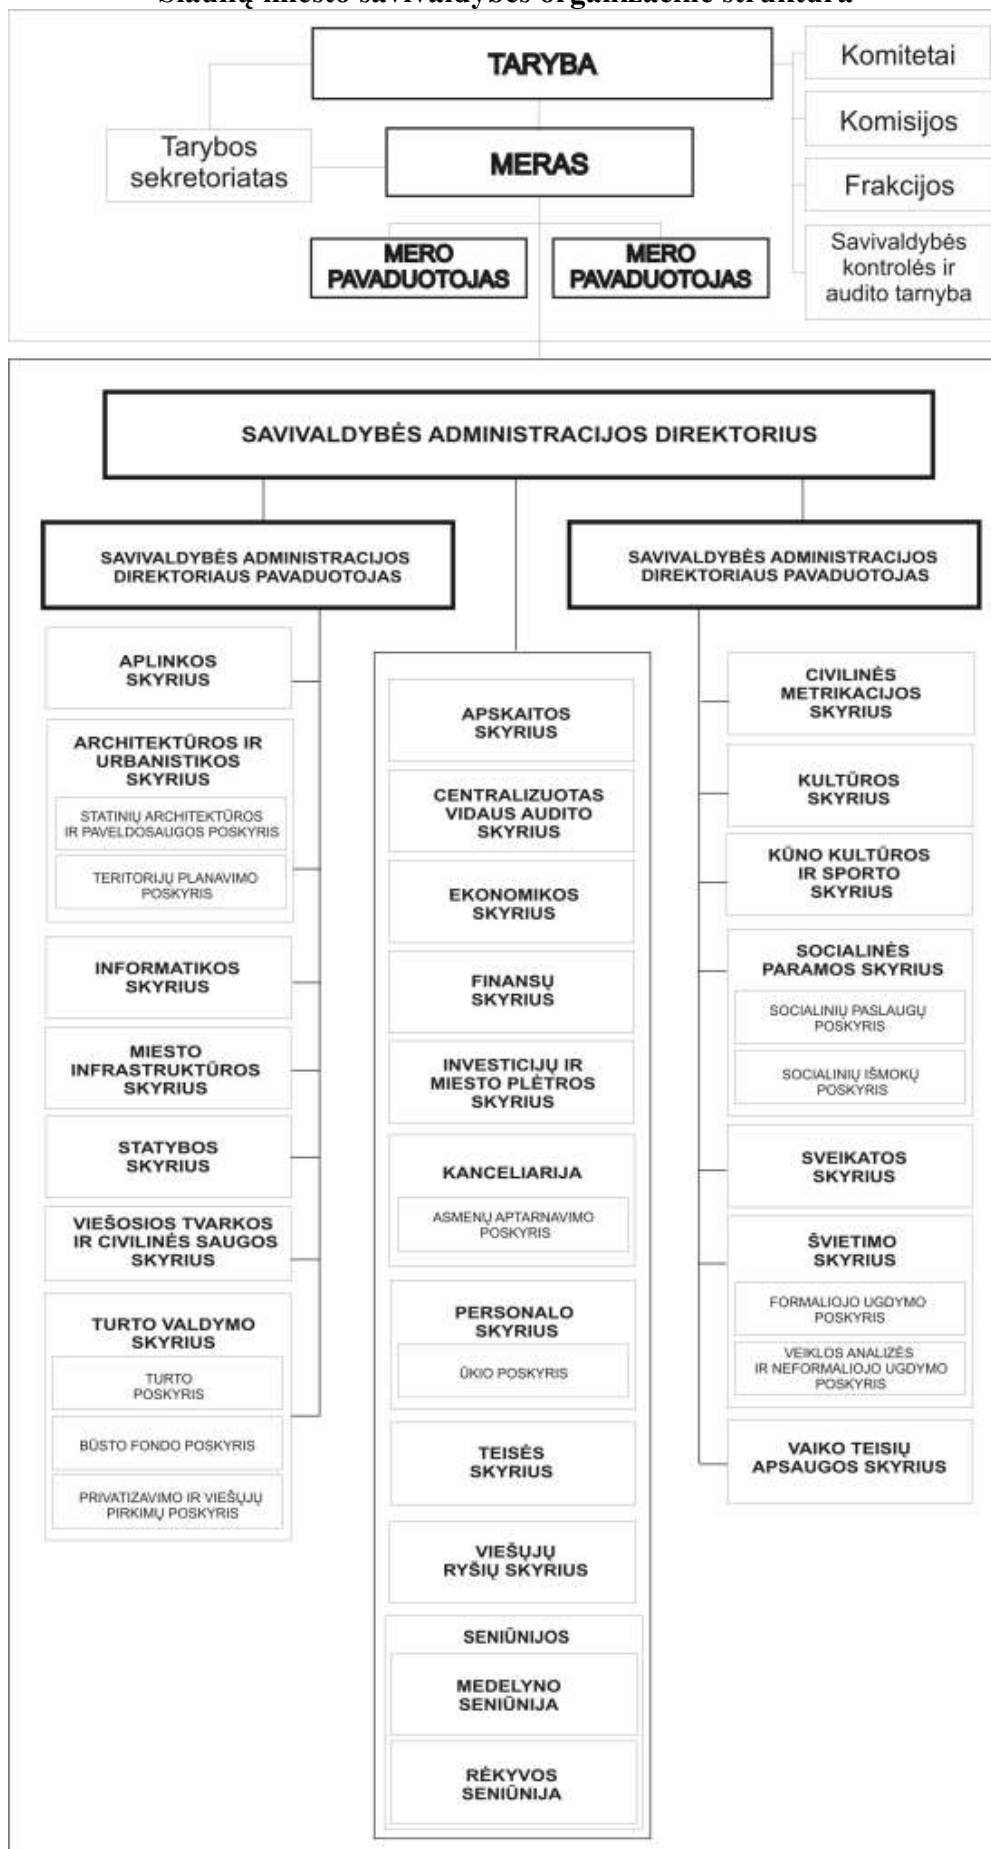 Šiaulių miesto savivaldybės organizacinė struktūra
TARYBA
Komitetai
Komisijos
Frakcijos
Savivaldybės
kontrolės ir
audito tarnyba
Tarybos
sekretoriatas
MERAS
MERO
PAVADUOTOJAS
MERO
PAVADUOTOJAS
SAVIVALDYBĖS ADMINISTRACIJOS DIREKTORIUS
SAVIVALDYBĖS ADMINISTRACIJOS
DIREKTORIAUS PAVADUOTOJAS
SAVIVALDYBĖS ADMINISTRACIJOS
DIREKTORIAUS PAVADUOTOJAS
APLINKOS
SKYRIUS
ARCHITEKTŪROS IR
URBANISTIKOS
SKYRIUS
STATINIŲ ARCHITEKTŪROS
IR PAVELDOSAUGOS POSKYRIS
TERITORIJŲ PLANAVIMO
POSKYRIS
INFORMATIKOS
SKYRIUS
MIESTO
INFRASTRUKTŪROS
SKYRIUS
STATYBOS
SKYRIUS
VIEŠOSIOS TVARKOS
IR CIVILINĖS SAUGOS
SKYRIUS
TURTO VALDYMO
SKYRIUS
TURTO
POSKYRIS
BŪSTO FONDO POSKYRIS
PRIVATIZAVIMO IR VIEŠŲJŲ
PIRKIMŲ POSKYRIS
APSKAITOS
SKYRIUS
CENTRALIZUOTAS
VIDAUS AUDITO
SKYRIUS
EKONOMIKOS
SKYRIUS
FINANSŲ
SKYRIUS
INVESTICIJŲ IR
MIESTO PLĖTROS
SKYRIUS
KANCELIARIJA
ASMENŲ APTARNAVIMO
POSKYRIS
PERSONALO
SKYRIUS
ŪKIO POSKYRIS
TEISĖS
SKYRIUS
VIEŠŲJŲ
RYŠIŲ SKYRIUS
SENIŪNIJOS
MEDELYNO
SENIŪNIJA
RĖKYVOS
SENIŪNIJA
CIVILINĖS
METRIKACIJOS
SKYRIUS
KULTŪROS
SKYRIUS
KŪNO KULTŪROS
IR SPORTO
SKYRIUS
SOCIALINĖS
PARAMOS SKYRIUS
SOCIALINIŲ PASLAUGŲ
POSKYRIS
SOCIALINIŲ IŠMOKŲ
POSKYRIS
SVEIKATOS
SKYRIUS
ŠVIETIMO
SKYRIUS
FORMALIOJO UGDYMO
POSKYRIS
VEIKLOS ANALIZĖS
IR NEFORMALIOJO UGDYMO
POSKYRIS
VAIKO TEISIŲ
APSAUGOS SKYRIUS